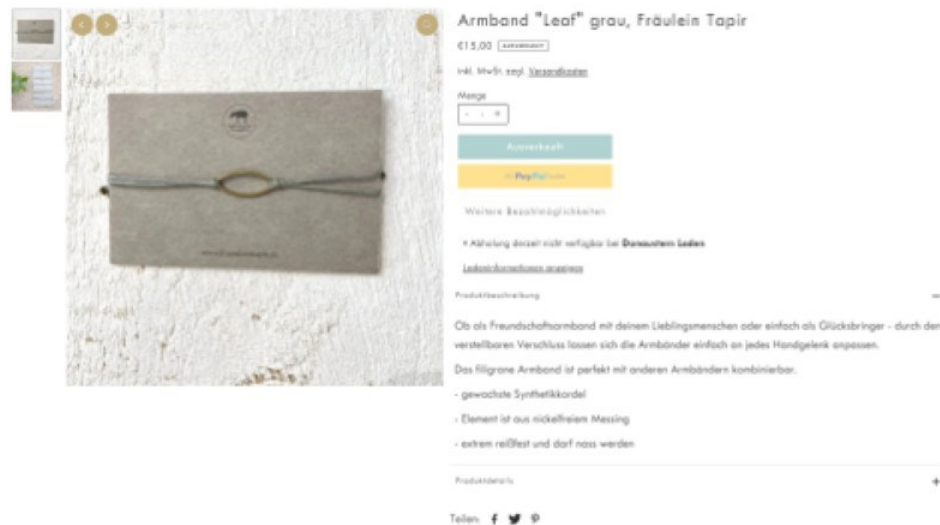 Armband "Leaf" grau, Fräulein Tapir
€15,00 AUSVERKAUFT
inkl. MwSt. zzgl. Versandkosten
Menge
Ausverkauft
PayPal
Weitere Bezahlmöglichkeiten
Abholung derzeit nicht verfügbar bei Donaustern Laden
Ladeninformationen anzeigen
Produktbeschreibung
Ob als Freundschaftsarmband mit deinem Lieblingsmenschen oder einfach als Glücksbringer - durch den
verstellbaren Verschluss lassen sich die Armbänder einfach an jedes Handgelenk anpassen.
Das filigrane Armband ist perfekt mit anderen Armbändern kombinierbar.
- gewachste Synthetikkordel
- Element ist aus nickelfreiem Messing
- extrem reißfest und darf nass werden
Produktdetails
Teilen: